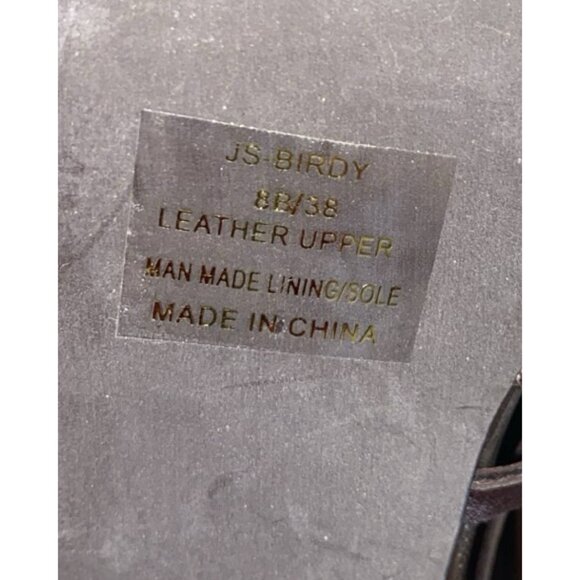 JS-BIRDY
8B/38
LEATHER UPPER
MAN MADE LINING/SOLE
MADE IN CHINA